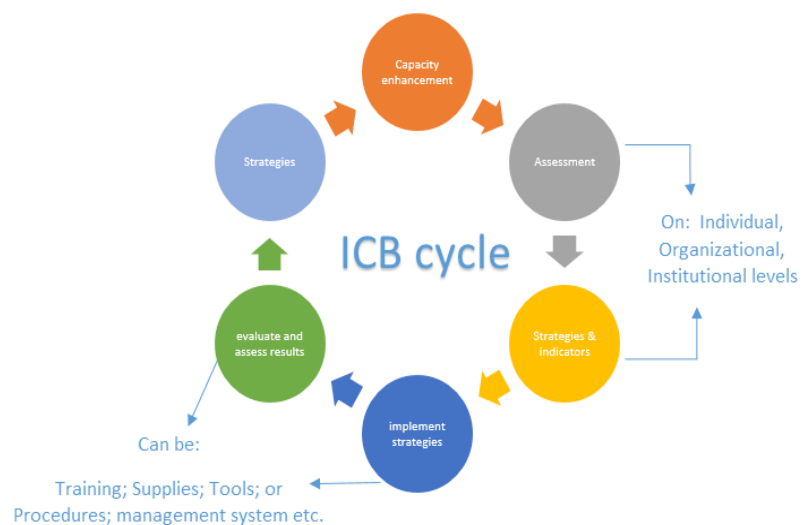 Capacity
enhancement
Strategies
Assessment
On: Individual,
Organizational,
Institutional levels
ICB cycle
evaluate and
assess results
Strategies &
indicators
implement
strategies
Can be:
Training; Supplies; Tools; or
Procedures; management system etc.